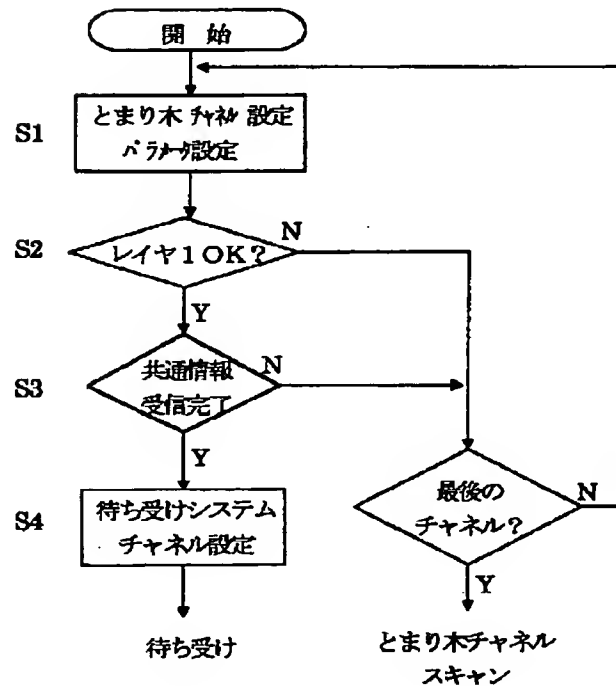 開 始
S1
とまり木 チャネル 設定
パラメータ設定
S2
レイヤ1OK?
N
Y
S3
共通情報
受信完了
N
Y
S4
待ち受けシステム
チャネル設定
最後の
チャネル?
N
Y
待ち受け
とまり木チャネル
スキャン